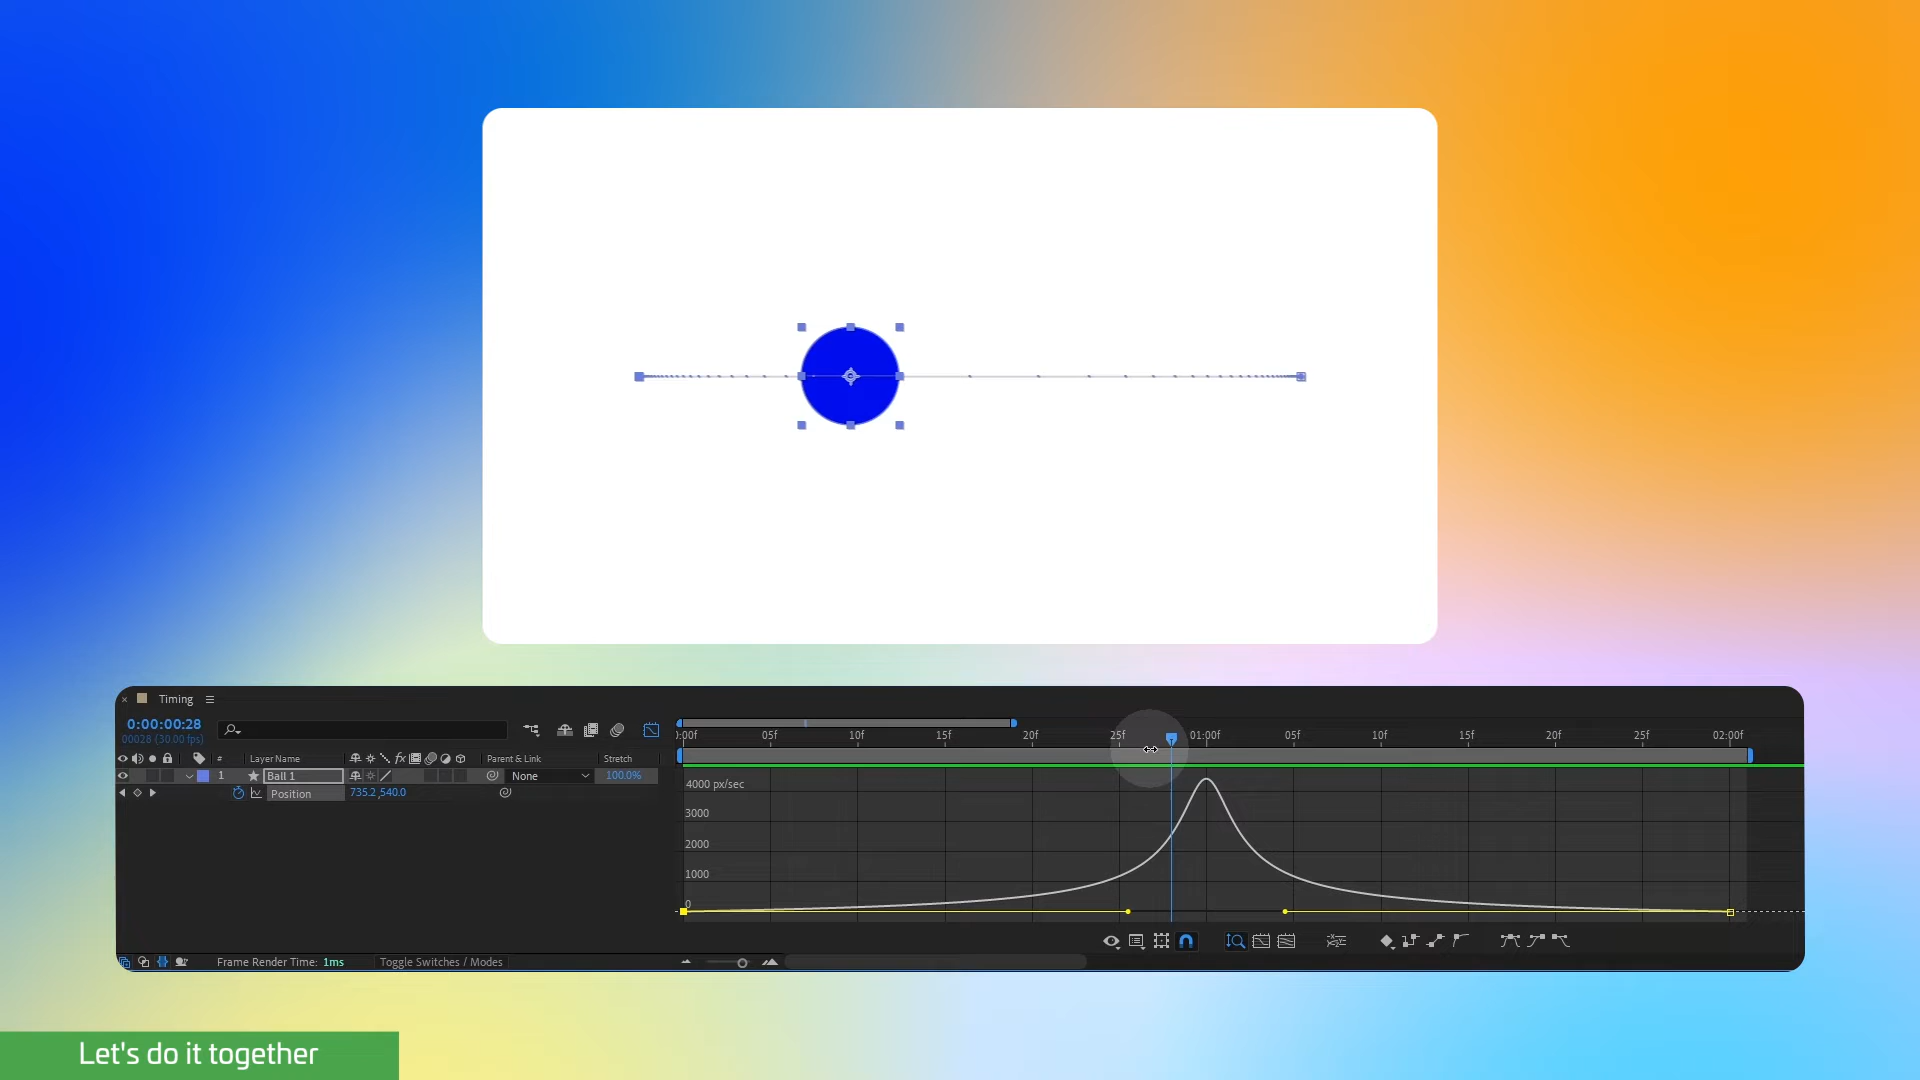 × Timing
0:00:00:28
00028 (30.00 fps)
:00f 05f 10f 15f 20f 25f 01:00f 05f 10f 15f 20f 25f 02:00f
# Layer Name fx Parent & Link Stretch
1 Ball 1 None 100.0%
Position 735.2,540.0
4000 px/sec
3000
2000
1000
0
Frame Render Time: 1ms Toggle Switches / Modes
Let's do it together